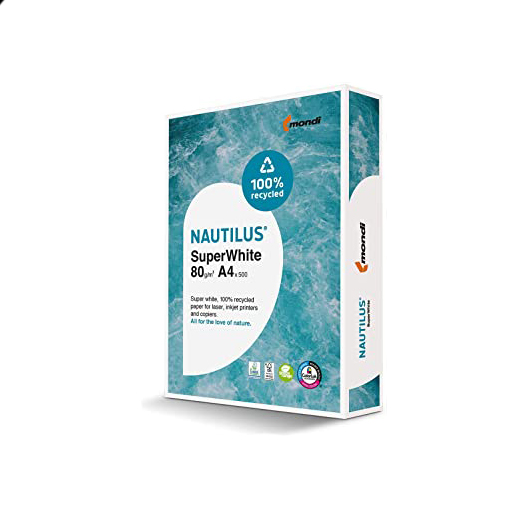 mondi
100%
recycled
NAUTILUS®
SuperWhite
80g/m² A4 x 500
Super white, 100% recycled
paper for laser, inkjet printers
and copiers.
All for the love of nature.
mondi
NAUTILUS®
SuperWhite